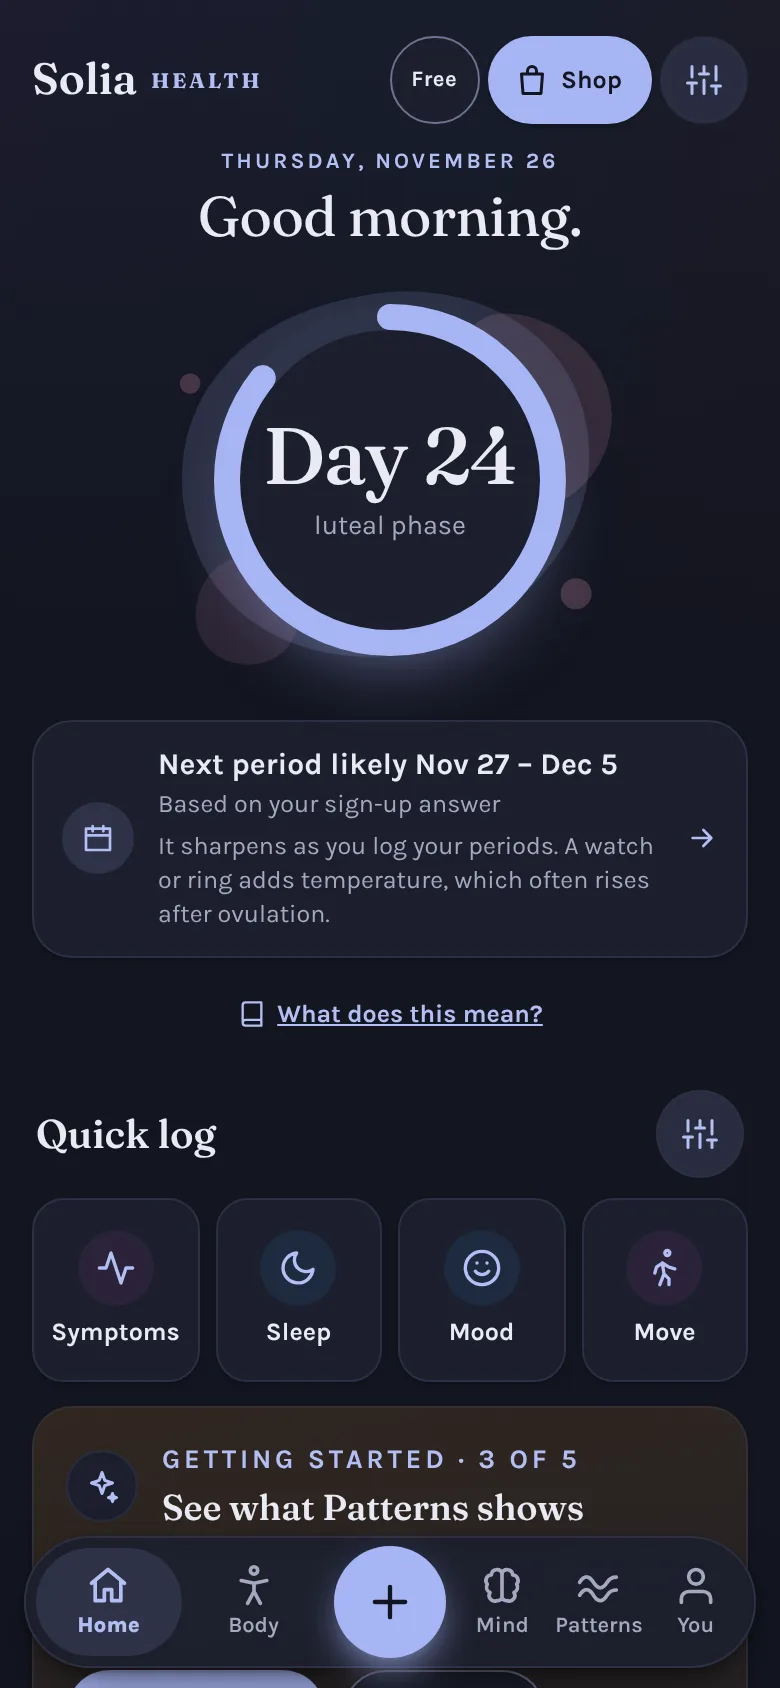 Solia HEALTH
Free
Shop
THURSDAY, NOVEMBER 26
Good morning.
Day 24
luteal phase
Next period likely Nov 27 – Dec 5
Based on your sign-up answer
It sharpens as you log your periods. A watch
or ring adds temperature, which often rises
after ovulation.
What does this mean?
Quick log
Symptoms
Sleep
Mood
Move
GETTING STARTED · 3 OF 5
See what Patterns shows
Home
Body
Mind
Patterns
You